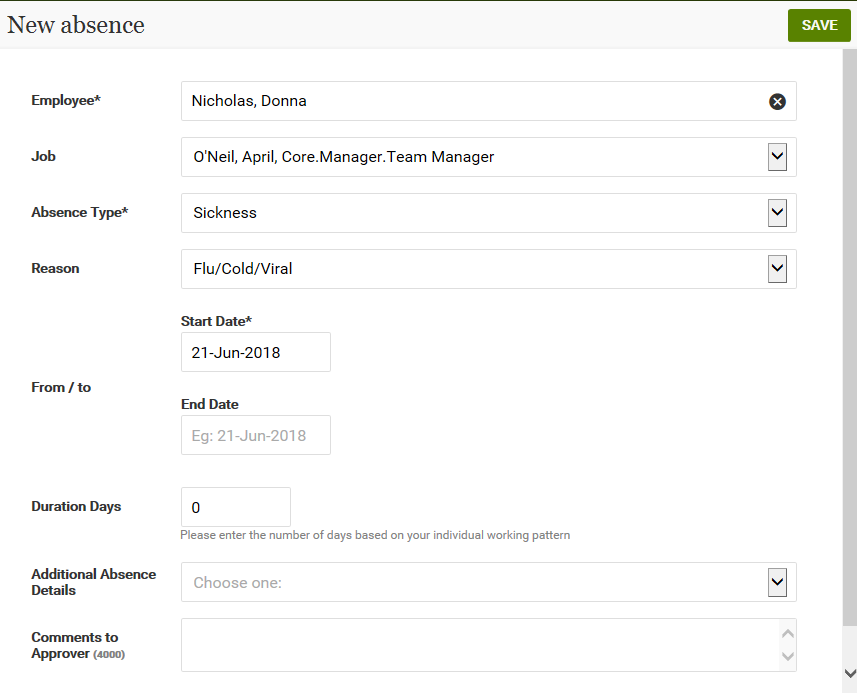 New absence
SAVE
Employee*
Nicholas, Donna
Job
O'Neil, April, Core.Manager.Team Manager
Absence Type*
Sickness
Reason
Flu/Cold/Viral
Start Date*
21-Jun-2018
From / to
End Date
Eg: 21-Jun-2018
Duration Days
0
Please enter the number of days based on your individual working pattern
Additional Absence
Details
Choose one:
Comments to
Approver (4000)